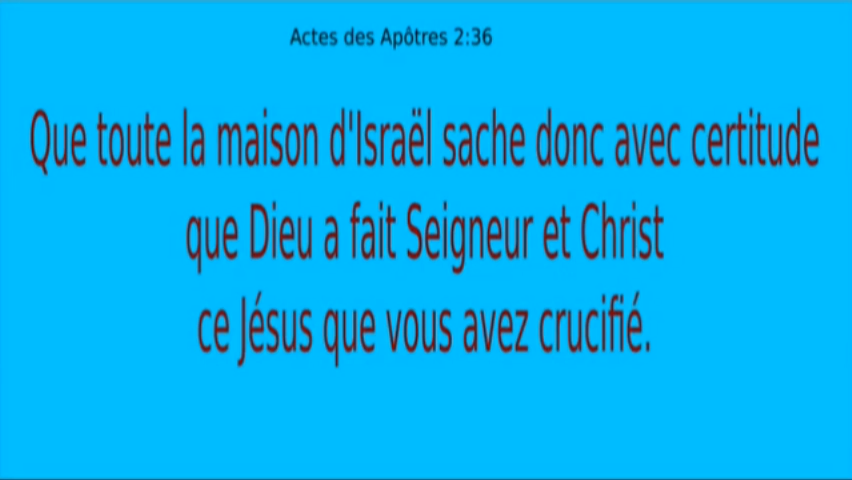 Actes des Apôtres 2:36
Que toute la maison d'Israël sache donc avec certitude
que Dieu a fait Seigneur et Christ
ce Jésus que vous avez crucifié.